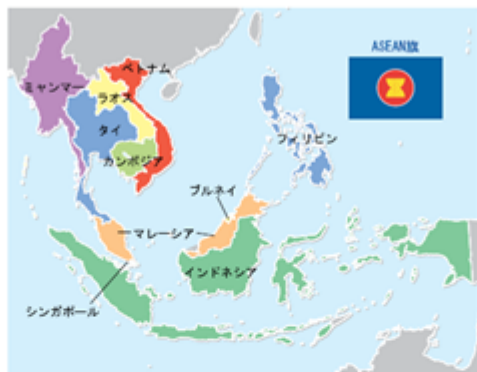 ASEAN旗
ベトナム
ミャンマー
ラオス
タイ
カンボジア
フィリピン
ブルネイ
マレーシア
インドネシア
シンガポール